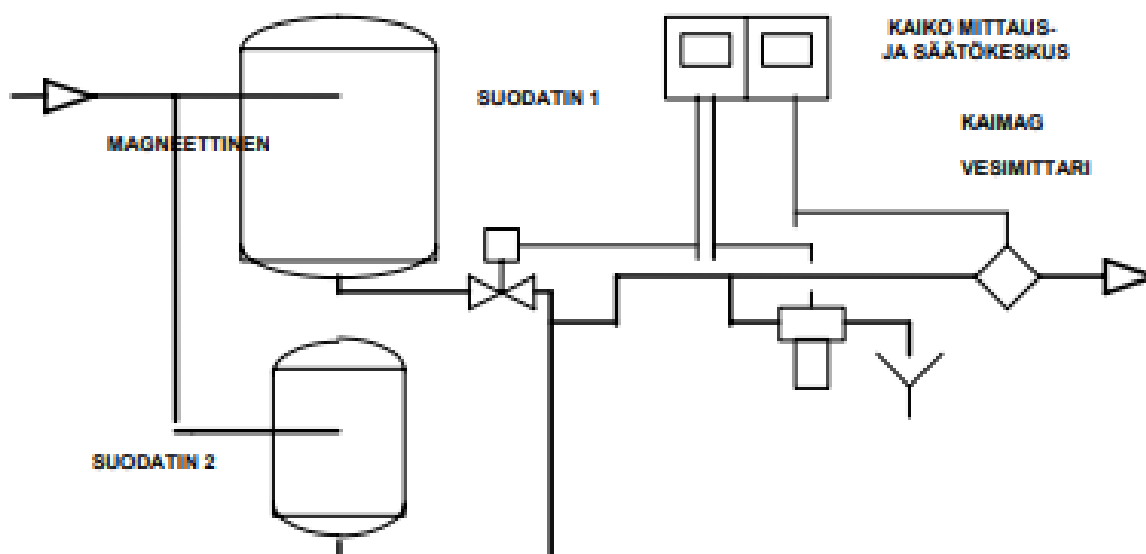 KAIKO MITTAUS-
JA SÄÄTÖKESKUS
SUODATIN 1
KAIMAG
MAGNEETTINEN
VESIMITTARI
SUODATIN 2